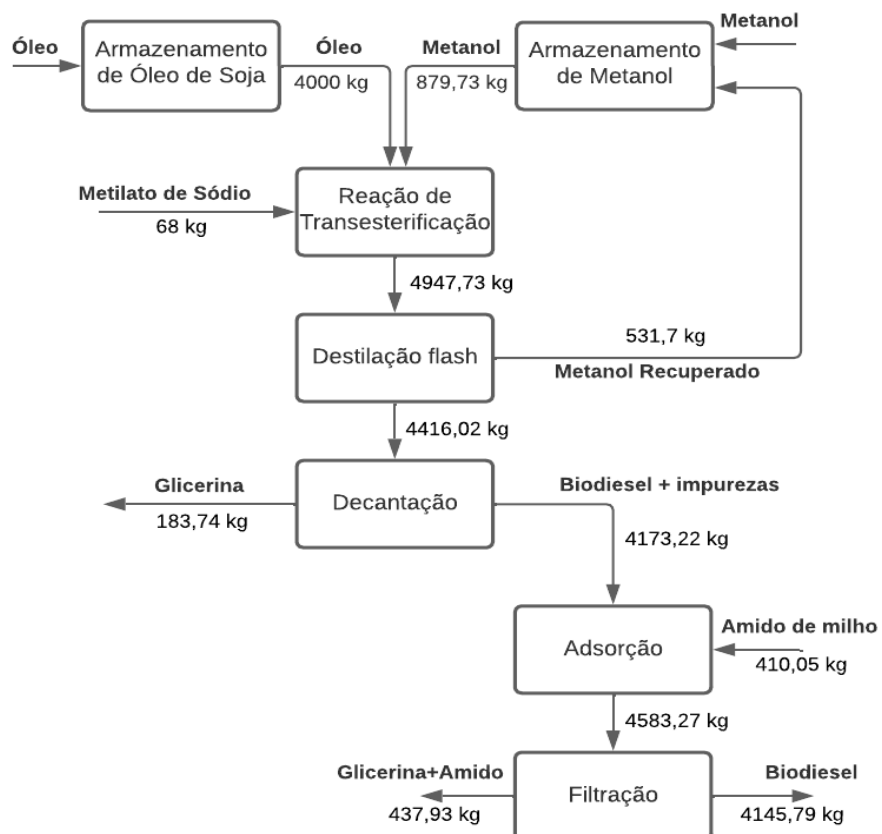 Óleo
Armazenamento
de Óleo de Soja
Óleo
4000 kg
Metanol
879,73 kg
Armazenamento
de Metanol
Metanol
Metilato de Sódio
68 kg
Reação de
Transesterificação
4947,73 kg
Destilação flash
531,7 kg
Metanol Recuperado
4416,02 kg
Glicerina
183,74 kg
Decantação
Biodiesel + impurezas
4173,22 kg
Adsorção
Amido de milho
410,05 kg
4583,27 kg
Glicerina+Amido
437,93 kg
Filtração
Biodiesel
4145,79 kg